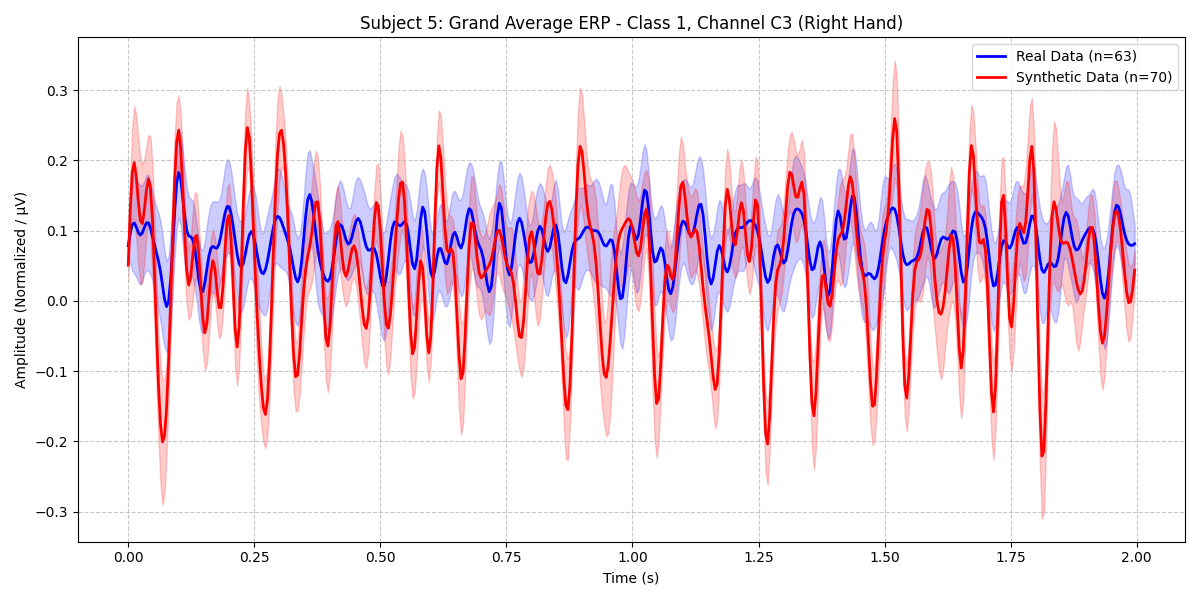 Subject 5: Grand Average ERP - Class 1, Channel C3 (Right Hand)
Real Data (n=63)
Synthetic Data (n=70)
Amplitude (Normalized / µV)
0.3
0.2
0.1
0.0
−0.1
−0.2
−0.3
0.00 0.25 0.50 0.75 1.00 1.25 1.50 1.75 2.00
Time (s)